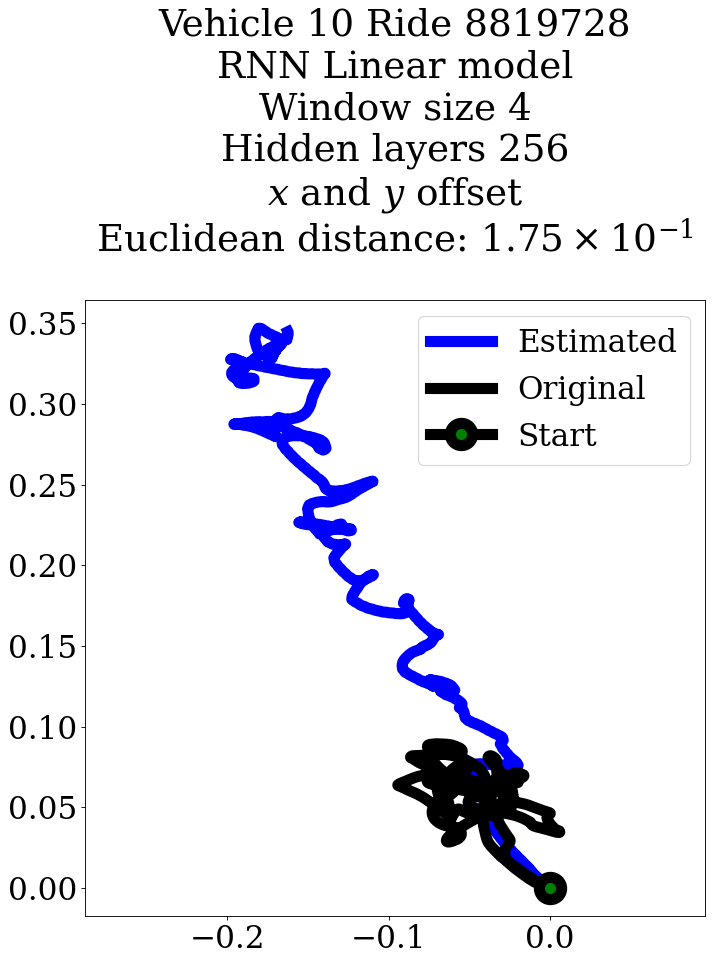 Vehicle 10 Ride 8819728
RNN Linear model
Window size 4
Hidden layers 256
x and y offset
Euclidean distance: 1.75 × 10⁻¹
Estimated
Original
Start
0.35
0.30
0.25
0.20
0.15
0.10
0.05
0.00
−0.2 −0.1 0.0